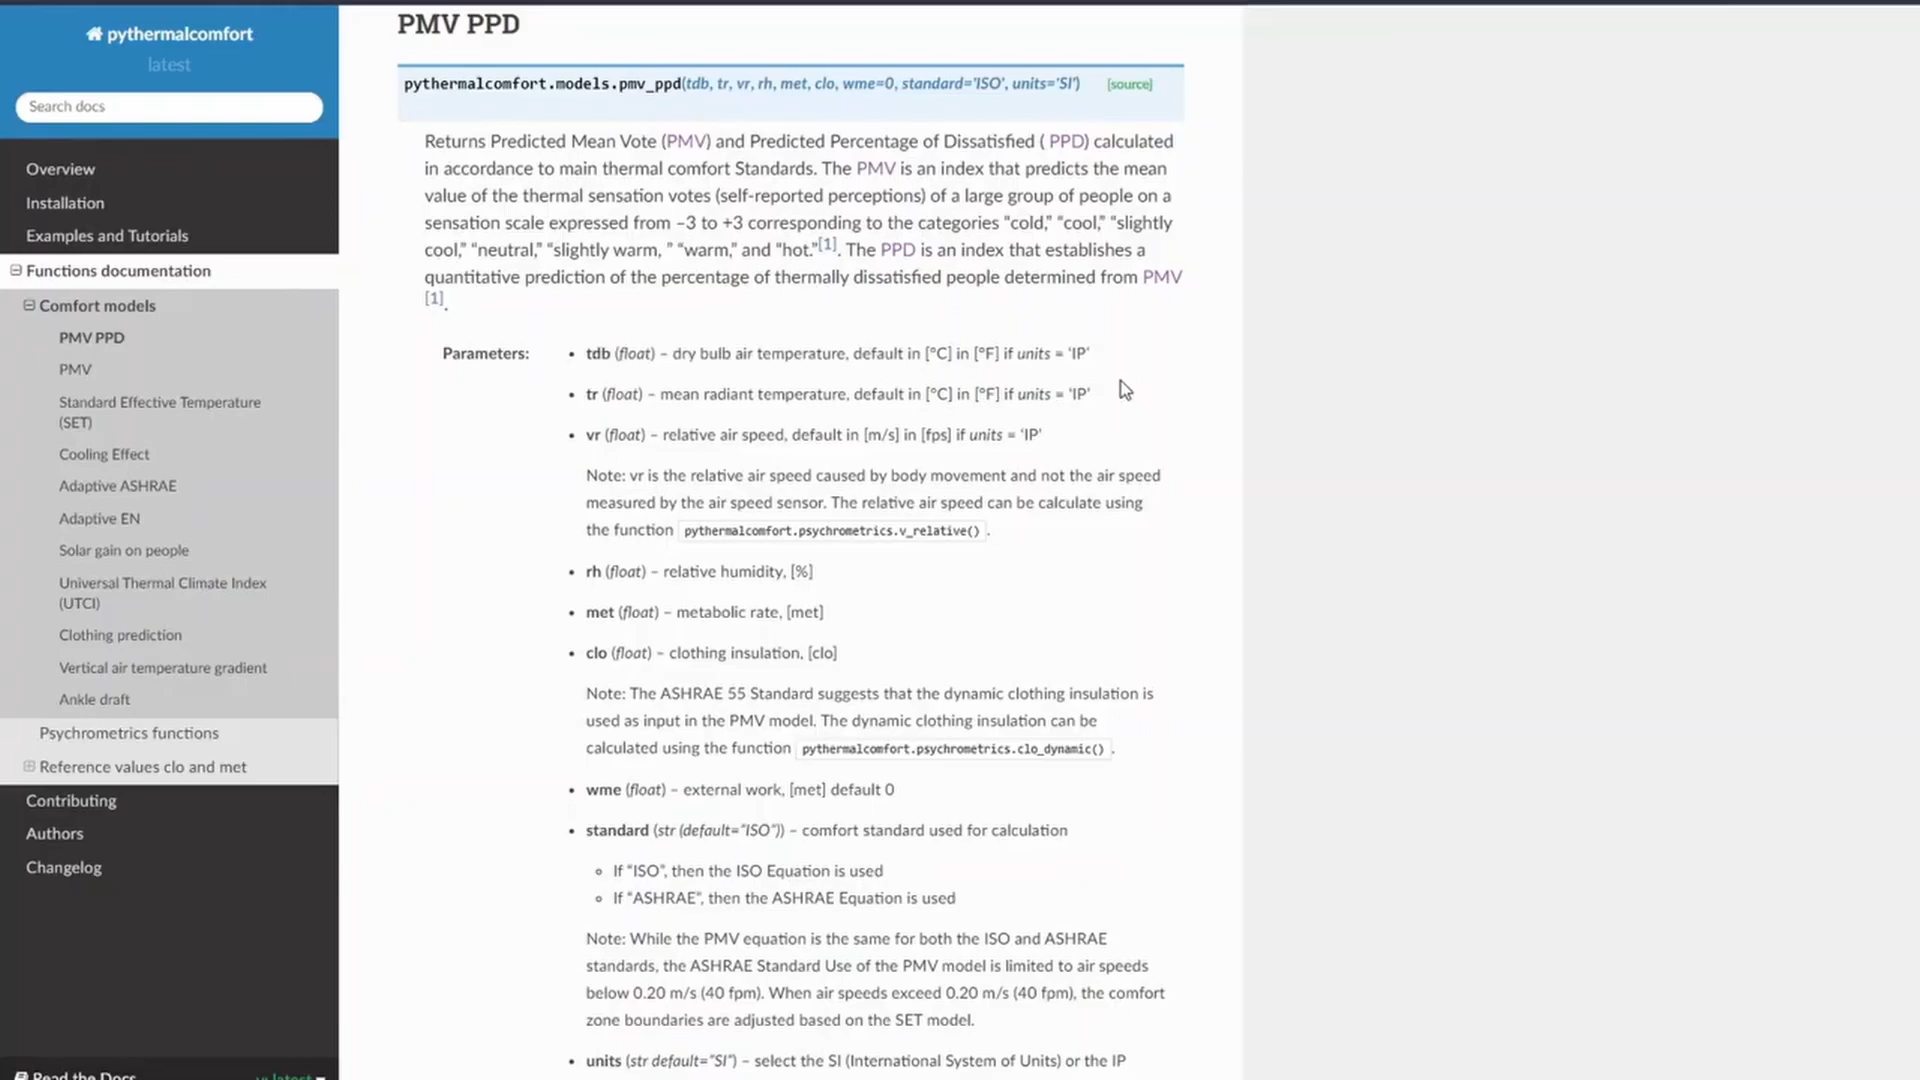 pythermalcomfort
latest
Search docs
Overview
Installation
Examples and Tutorials
Functions documentation
Comfort models
PMV PPD
PMV
Standard Effective Temperature
(SET)
Cooling Effect
Adaptive ASHRAE
Adaptive EN
Solar gain on people
Universal Thermal Climate Index
(UTCI)
Clothing prediction
Vertical air temperature gradient
Ankle draft
Psychrometrics functions
Reference values clo and met
Contributing
Authors
Changelog
Read the Docs
v: latest
PMV PPD
pythermalcomfort.models.pmv_ppd(tdb, tr, vr, rh, met, clo, wme=0, standard='ISO', units='SI') [source]
Returns Predicted Mean Vote (PMV) and Predicted Percentage of Dissatisfied ( PPD) calculated
in accordance to main thermal comfort Standards. The PMV is an index that predicts the mean
value of the thermal sensation votes (self-reported perceptions) of a large group of people on a
sensation scale expressed from –3 to +3 corresponding to the categories “cold,” “cool,” “slightly
cool,” “neutral,” “slightly warm, ” “warm,” and “hot.”[1]. The PPD is an index that establishes a
quantitative prediction of the percentage of thermally dissatisfied people determined from PMV
[1].
Parameters:
• tdb (float) – dry bulb air temperature, default in [°C] in [°F] if units = ‘IP’
• tr (float) – mean radiant temperature, default in [°C] in [°F] if units = ‘IP’
• vr (float) – relative air speed, default in [m/s] in [fps] if units = ‘IP’
Note: vr is the relative air speed caused by body movement and not the air speed
measured by the air speed sensor. The relative air speed can be calculate using
the function pythermalcomfort.psychrometrics.v_relative() .
• rh (float) – relative humidity, [%]
• met (float) – metabolic rate, [met]
• clo (float) – clothing insulation, [clo]
Note: The ASHRAE 55 Standard suggests that the dynamic clothing insulation is
used as input in the PMV model. The dynamic clothing insulation can be
calculated using the function pythermalcomfort.psychrometrics.clo_dynamic() .
• wme (float) – external work, [met] default 0
• standard (str (default=“ISO”)) – comfort standard used for calculation
◦ If “ISO”, then the ISO Equation is used
◦ If “ASHRAE”, then the ASHRAE Equation is used
Note: While the PMV equation is the same for both the ISO and ASHRAE
standards, the ASHRAE Standard Use of the PMV model is limited to air speeds
below 0.20 m/s (40 fpm). When air speeds exceed 0.20 m/s (40 fpm), the comfort
zone boundaries are adjusted based on the SET model.
• units (str default=“SI”) – select the SI (International System of Units) or the IP